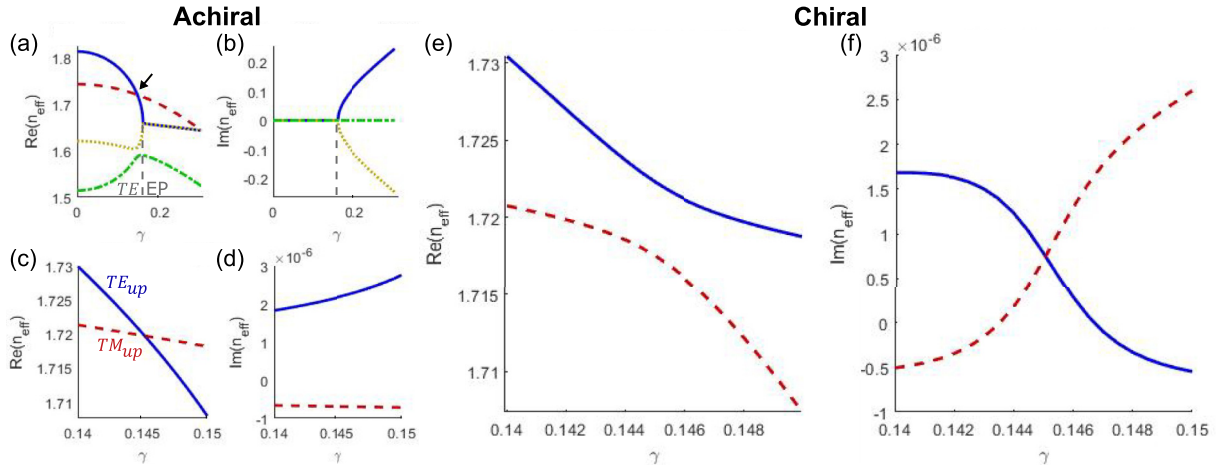 Achiral
Chiral
(a)
Re(n_eff)
1.8
1.7
1.6
1.5
TE EP
0
0.2
γ
(b)
Im(n_eff)
0.2
0.1
0
-0.1
-0.2
0.2
γ
(c)
Re(n_eff)
1.73
1.725
1.72
1.715
1.71
TE_up
TM_up
0.14
0.145
0.15
γ
(d)
×10^-6
Im(n_eff)
3
2
1
0
-1
0.14
0.145
0.15
γ
(e)
Re(n_eff)
1.73
1.725
1.72
1.715
1.71
0.14
0.142
0.144
0.146
0.148
γ
(f)
×10^-6
Im(n_eff)
3
2.5
2
1.5
1
0.5
0
-0.5
-1
0.14
0.142
0.144
0.146
0.148
0.15
γ